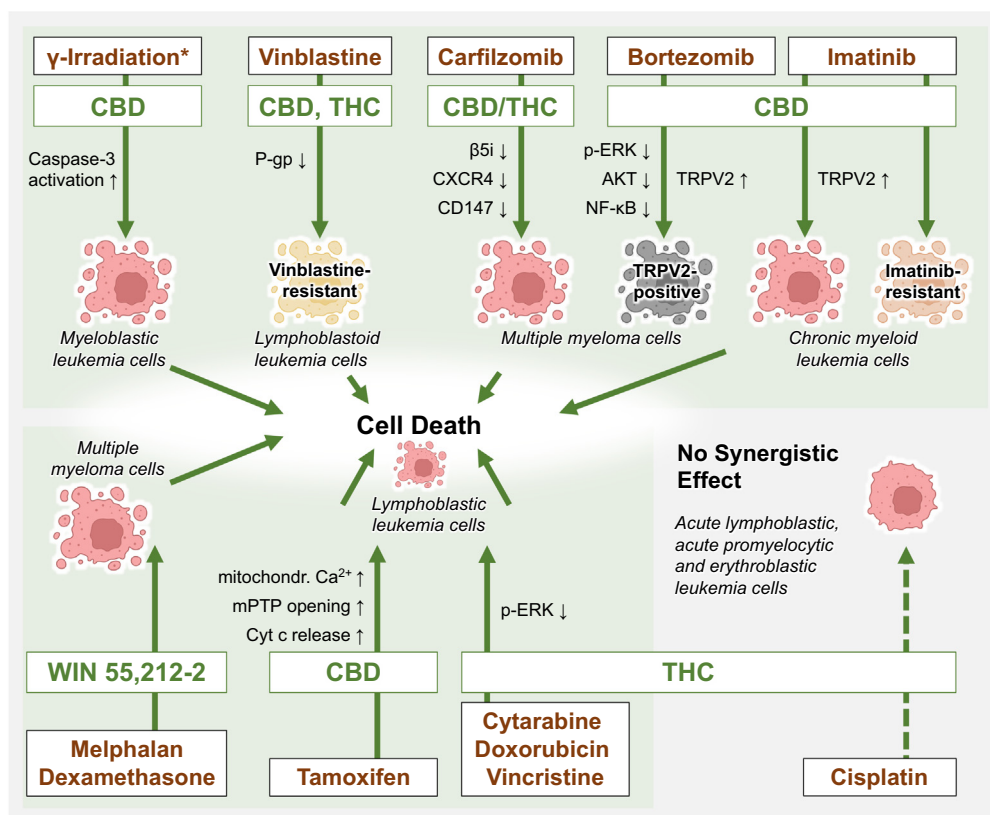 γ-Irradiation*
Vinblastine
Carfilzomib
Bortezomib
Imatinib
CBD
CBD, THC
CBD/THC
CBD
Caspase-3
activation ↑
P-gp ↓
β5i ↓
CXCR4 ↓
CD147 ↓
p-ERK ↓
AKT ↓
NF-κB ↓
TRPV2 ↑
TRPV2 ↑
Vinblastine-
resistant
TRPV2-
positive
Imatinib-
resistant
Myeloblastic
leukemia cells
Lymphoblastoid
leukemia cells
Multiple myeloma cells
Chronic myeloid
leukemia cells
Cell Death
Lymphoblastic
leukemia cells
Multiple
myeloma cells
No Synergistic
Effect
Acute lymphoblastic,
acute promyelocytic
and erythroblastic
leukemia cells
mitochondr. Ca²⁺ ↑
mPTP opening ↑
Cyt c release ↑
p-ERK ↓
WIN 55,212-2
CBD
THC
Melphalan
Dexamethasone
Tamoxifen
Cytarabine
Doxorubicin
Vincristine
Cisplatin